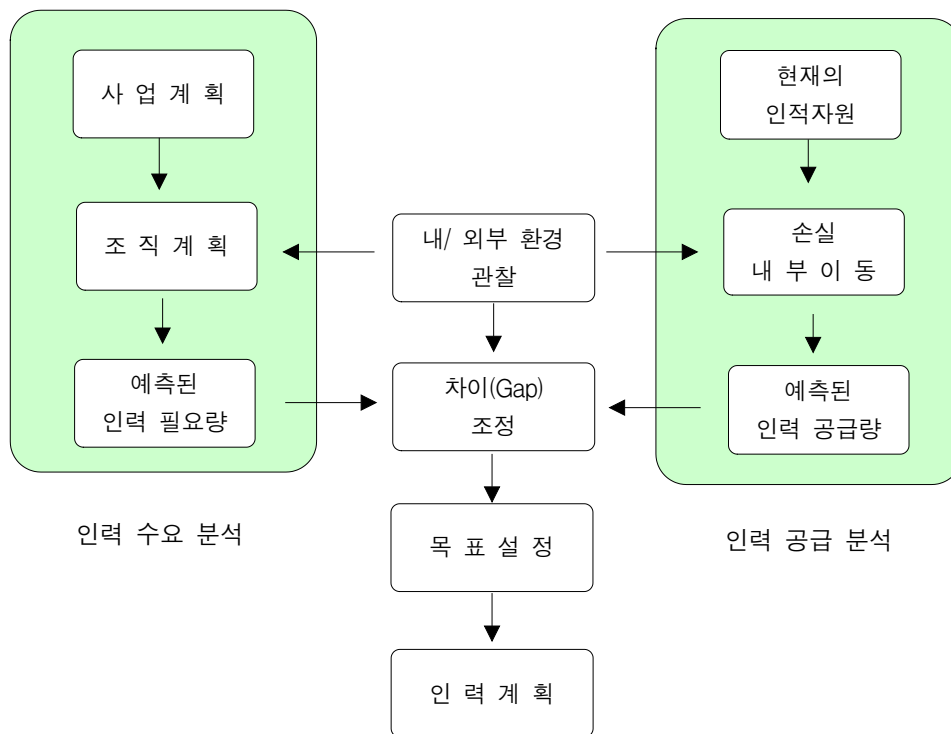 사 업 계 획
조 직 계 획
예측된
인력 필요량
인력 수요 분석
내/ 외부 환경
관찰
차이(Gap)
조정
목 표 설 정
인 력 계 획
현재의
인적자원
손실
내 부 이 동
예측된
인력 공급량
인력 공급 분석